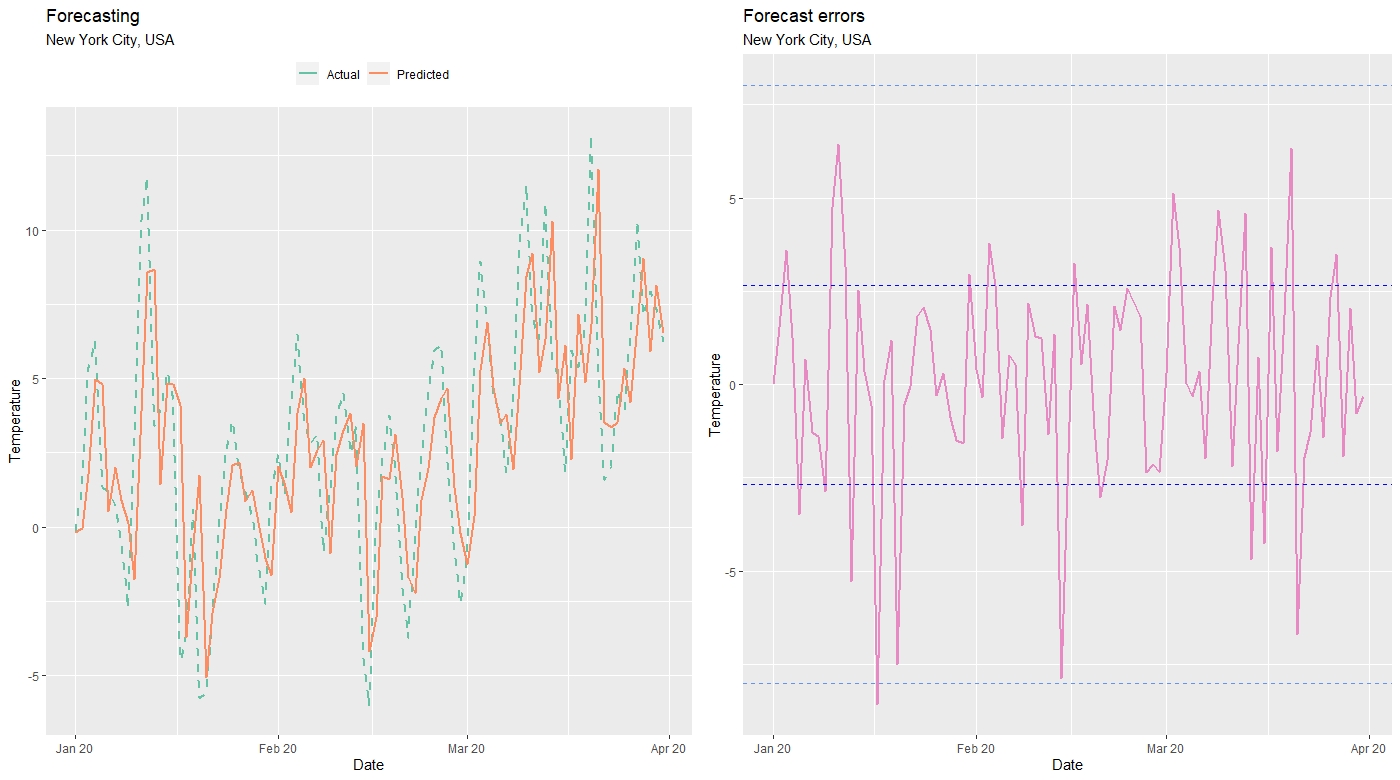 Forecasting
New York City, USA
Actual Predicted
10
5
0
-5
Temperature
Jan 20 Feb 20 Mar 20 Apr 20
Date
Forecast errors
New York City, USA
5
0
-5
Temperature
Jan 20 Feb 20 Mar 20 Apr 20
Date